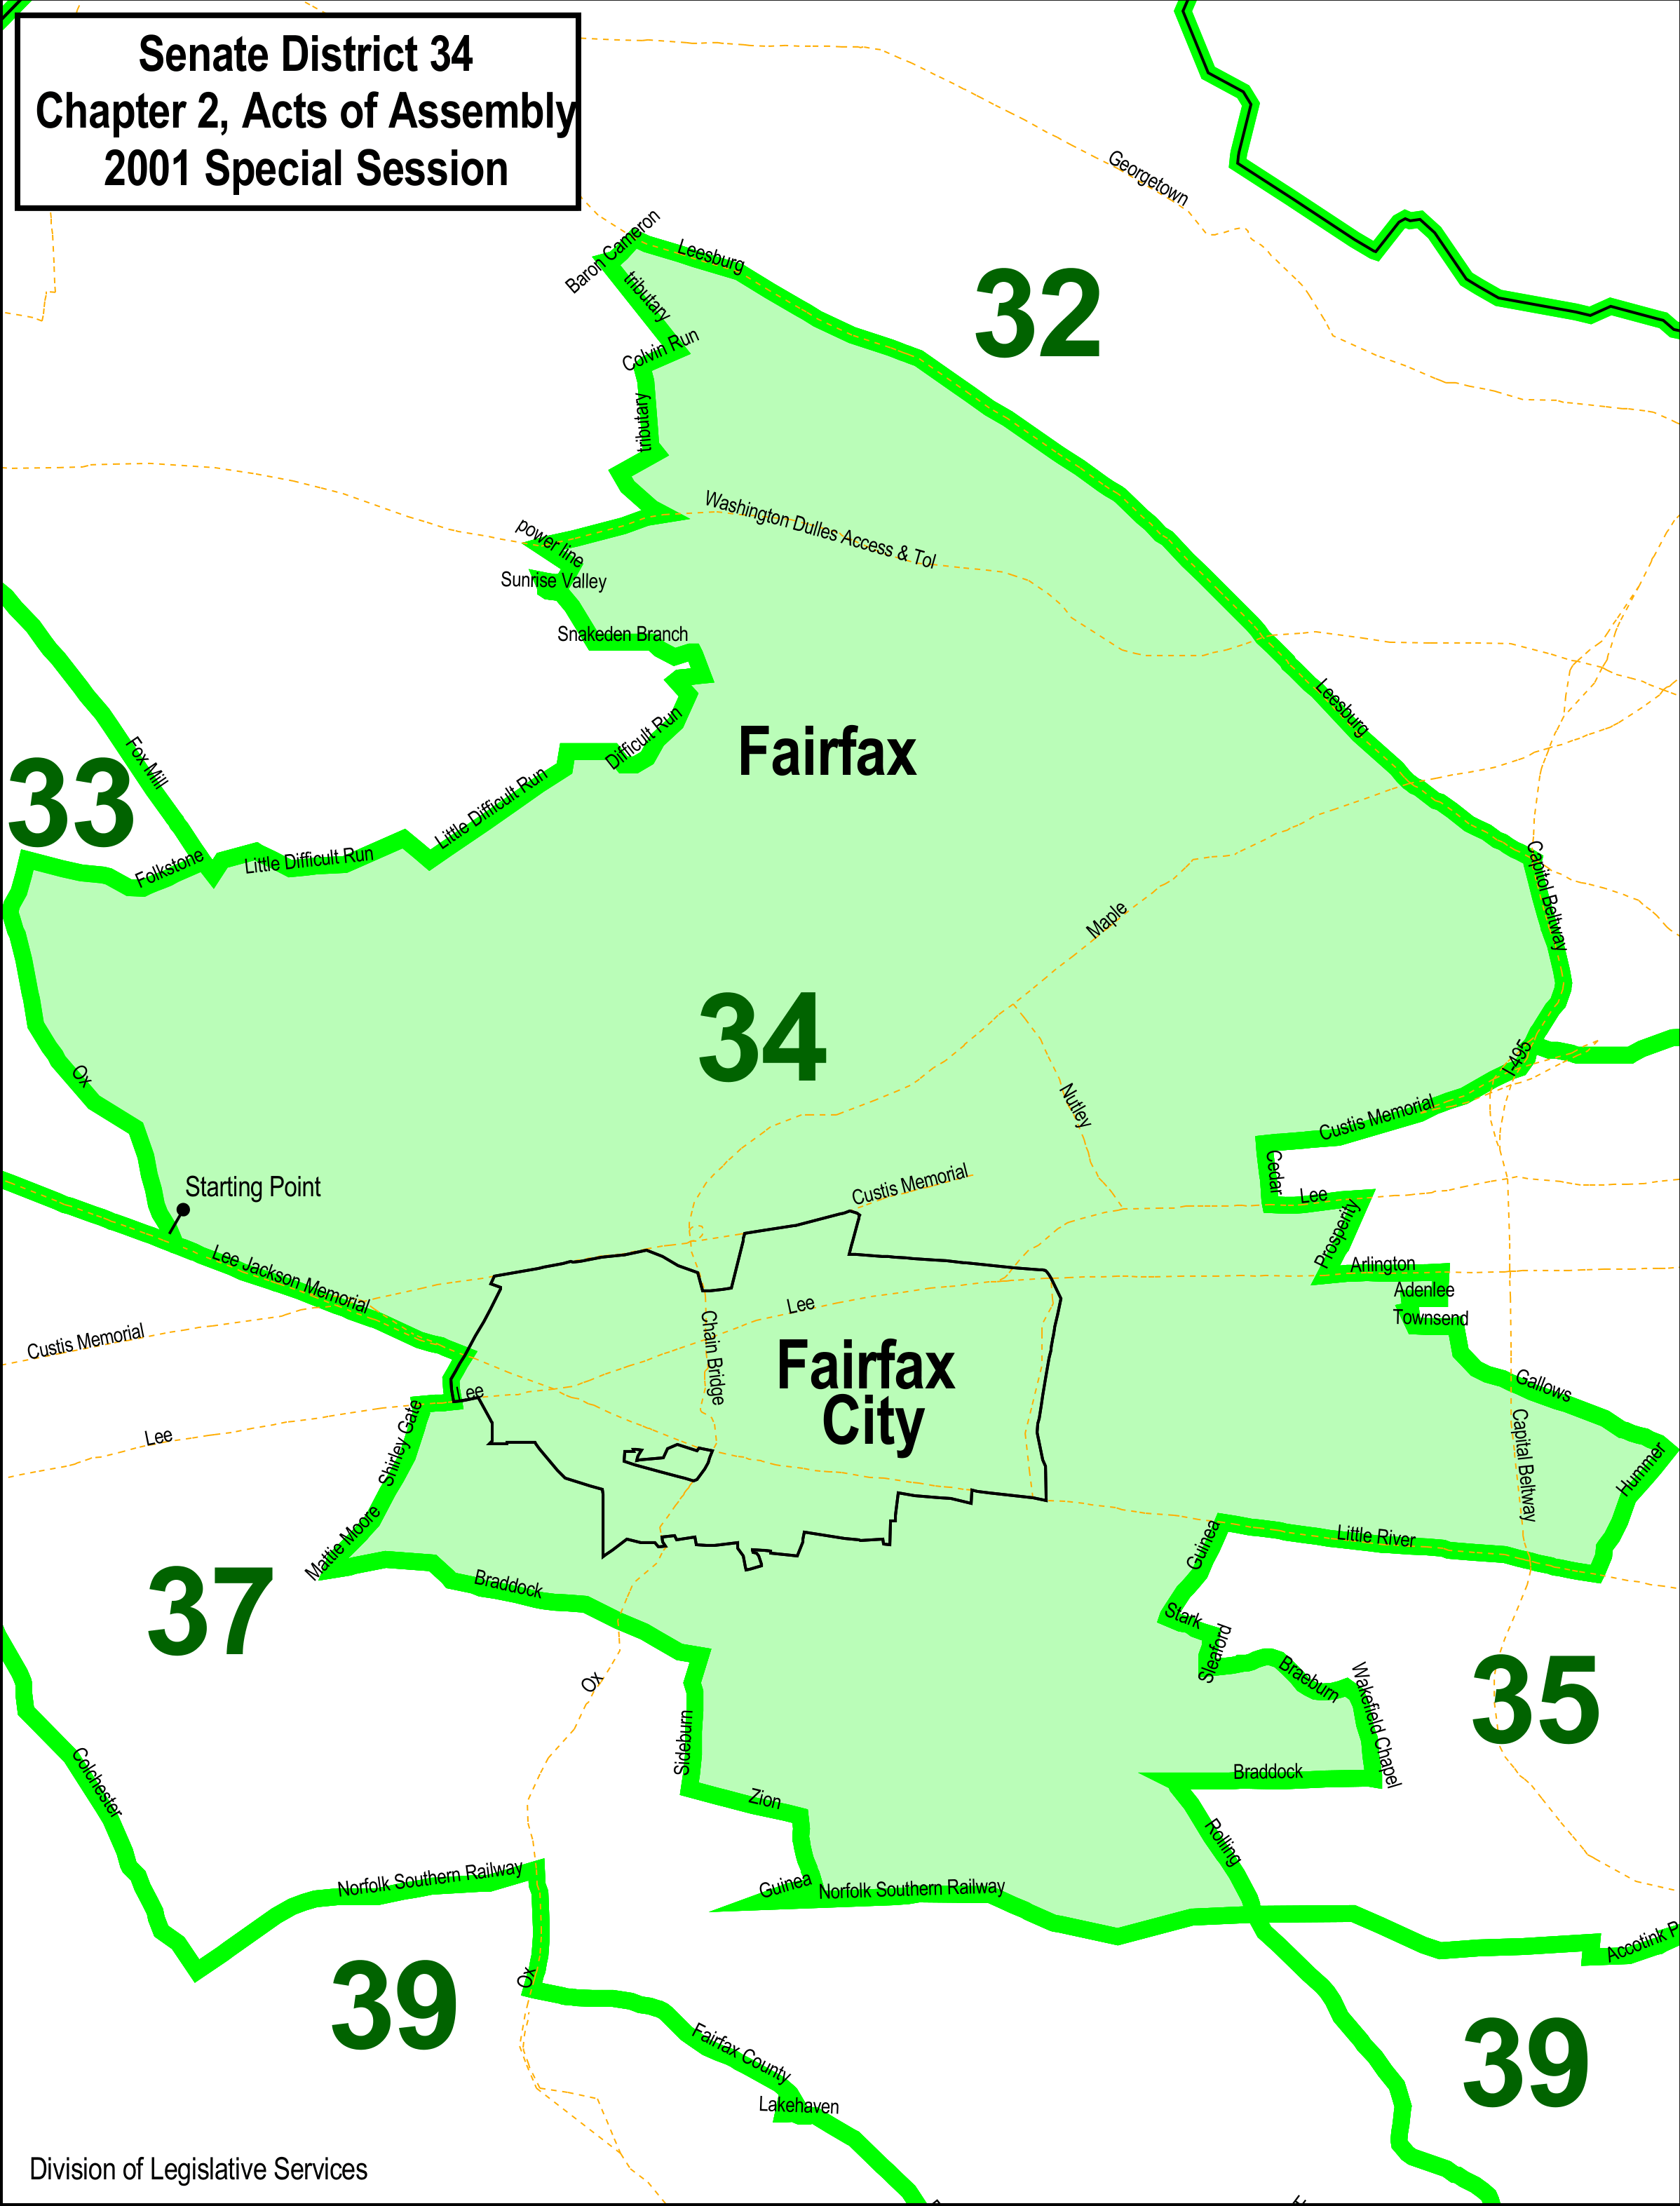 Senate District 34
Chapter 2, Acts of Assembly
2001 Special Session
Georgetown
Baron Cameron
Leesburg
tributary
32
Colvin Run
tributary
Washington Dulles Access & Tol
power line
Sunrise Valley
Snakeden Branch
Leesburg
Difficult Run
Fairfax
Fox Mill
33
Little Difficult Run
Little Difficult Run
Folkstone
Capitol Beltway
Maple
34
Ox
I-495
Nutley
Custis Memorial
Cedar
Starting Point
Custis Memorial
Lee
Prosperity
Lee Jackson Memorial
Arlington
Adenlee
Lee
Townsend
Custis Memorial
Chain Bridge
Fairfax
City
Lee
Gallows
Lee
Shirley Gate
Capital Beltway
Hummer
Mattie Moore
Little River
Guinea
37
Braddock
Stark
Sleaford
Braeburn
Wakefield Chapel
35
Ox
Sideburn
Braddock
Colchester
Zion
Rolling
Norfolk Southern Railway
Guinea
Norfolk Southern Railway
Accotink P
39
Ox
Fairfax County
39
Lakehaven
Division of Legislative Services